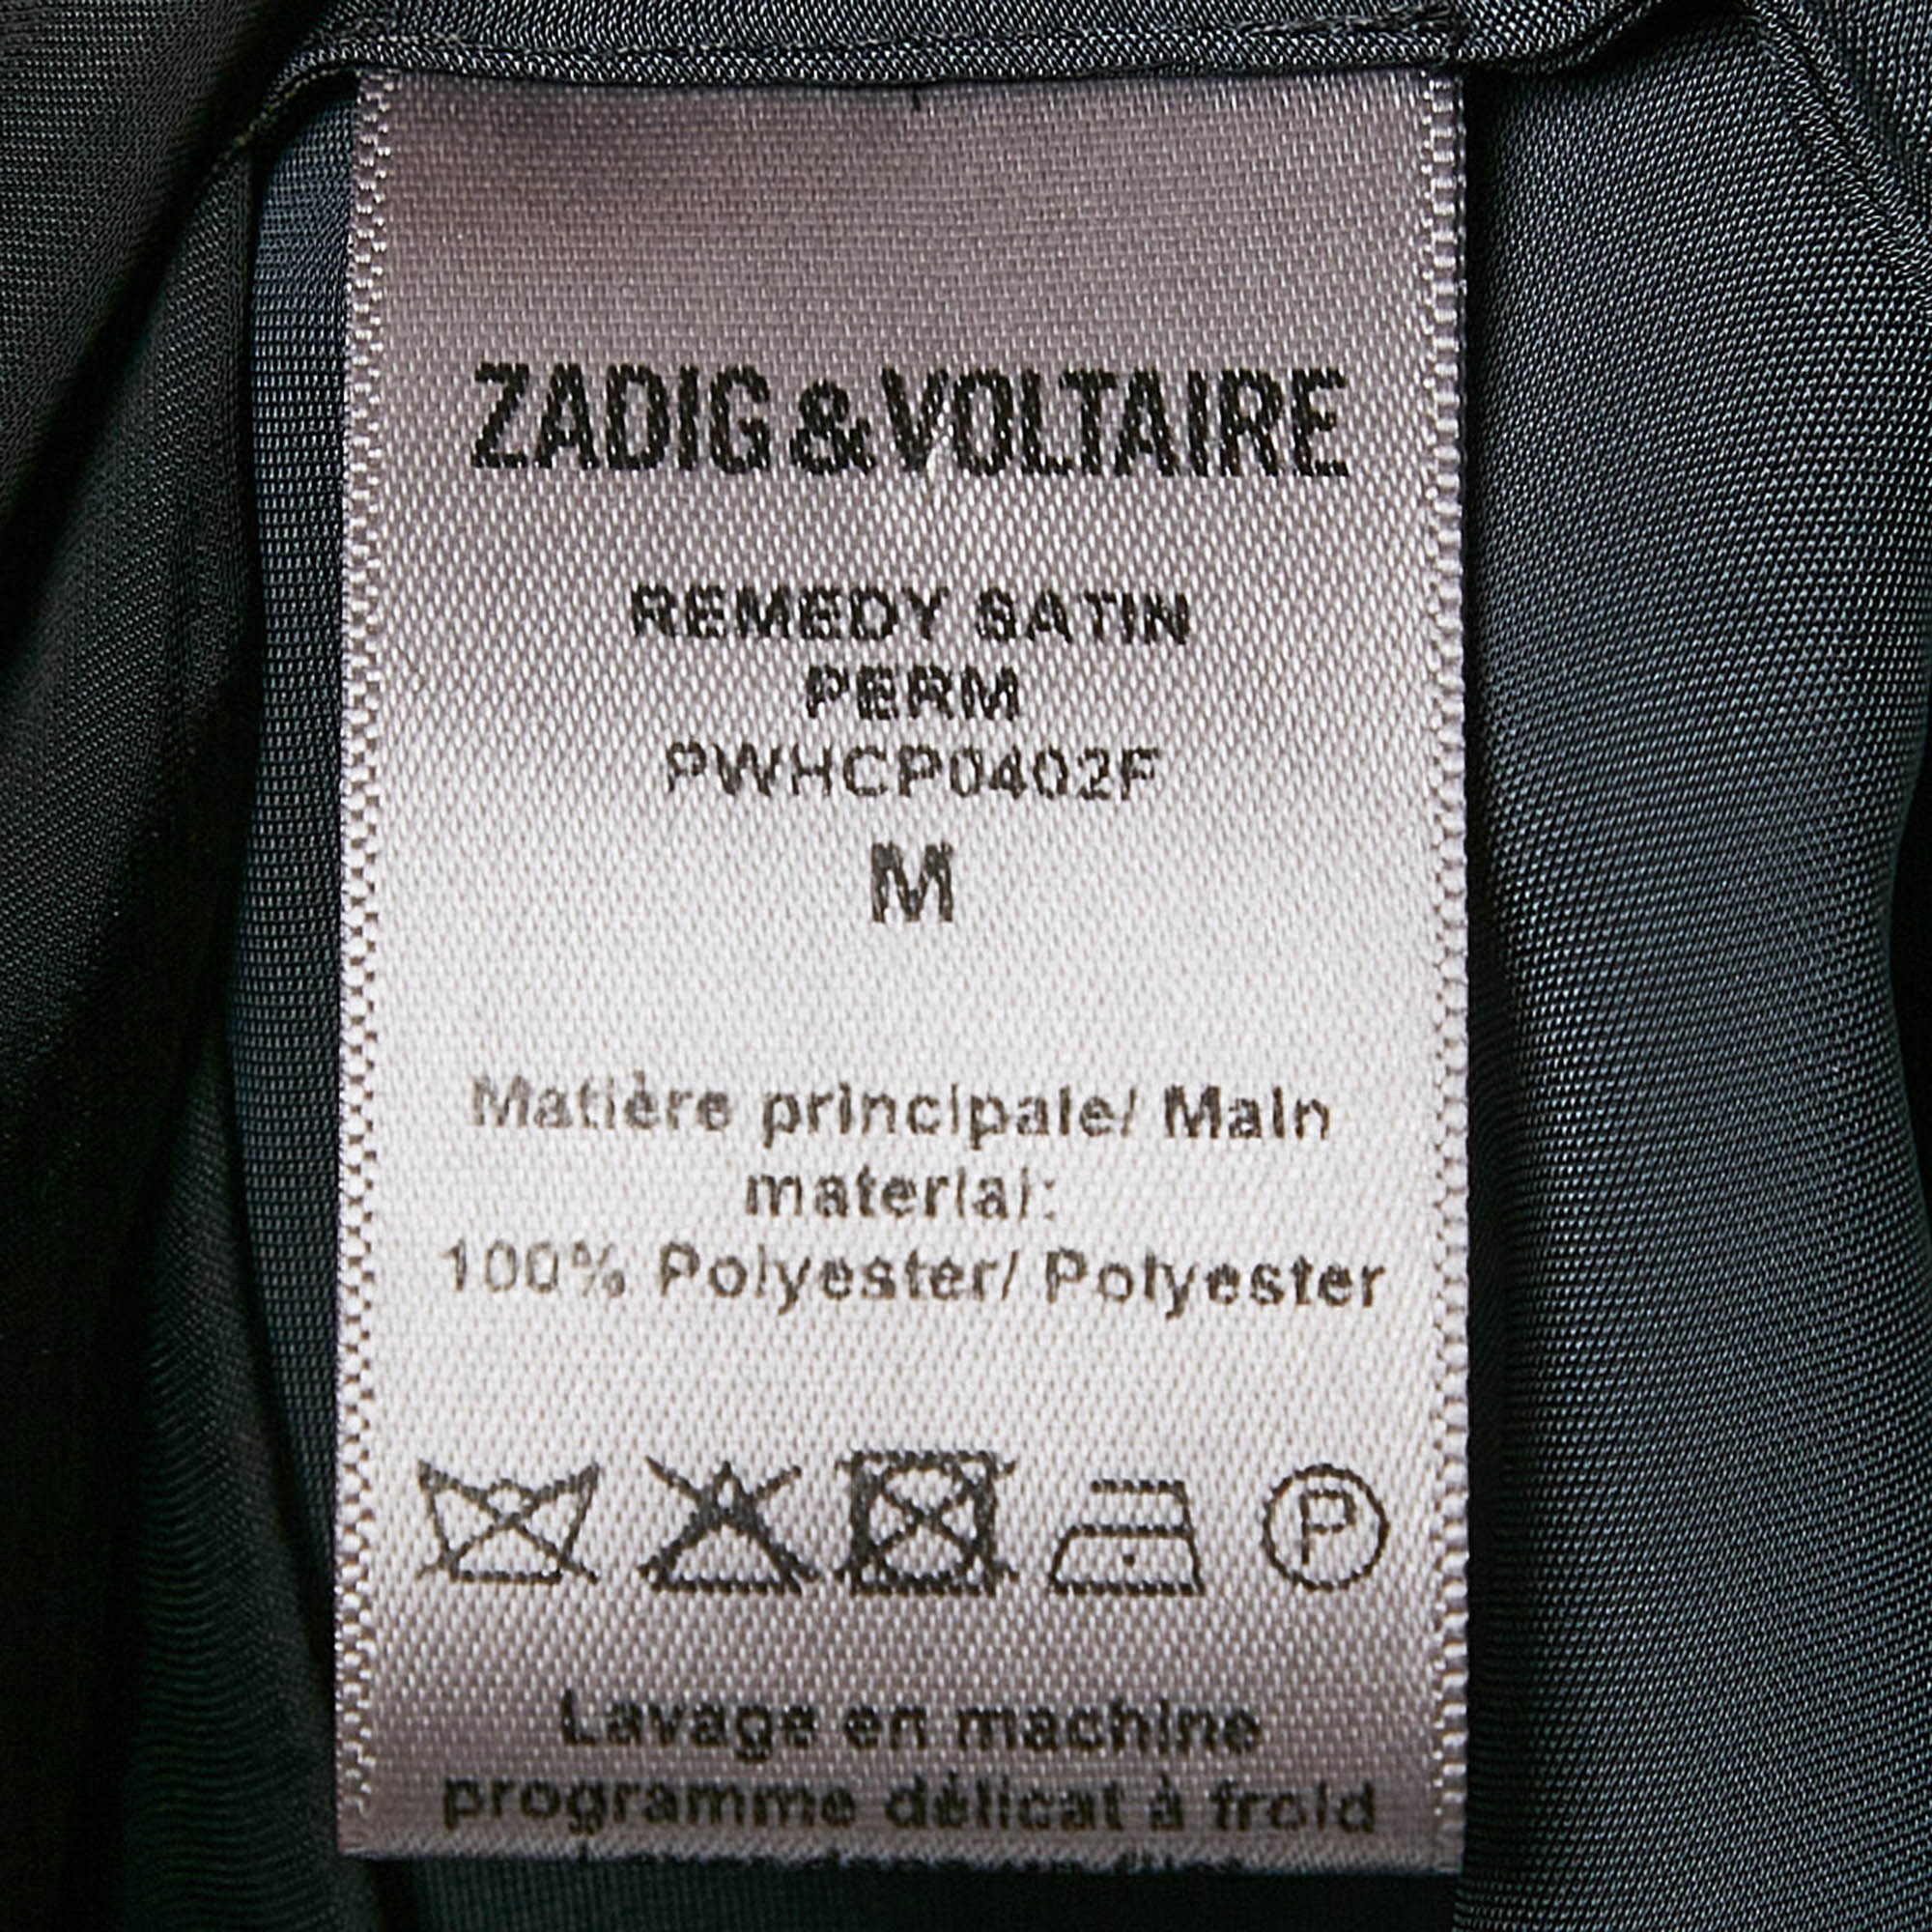 ZADIG&VOLTAIRE
REMEDY SATIN
PERM
PWHCP0402F
M
Matière principale/ Main
material:
100% Polyester/ Polyester
P
Lavage en machine
programme délicat à froid